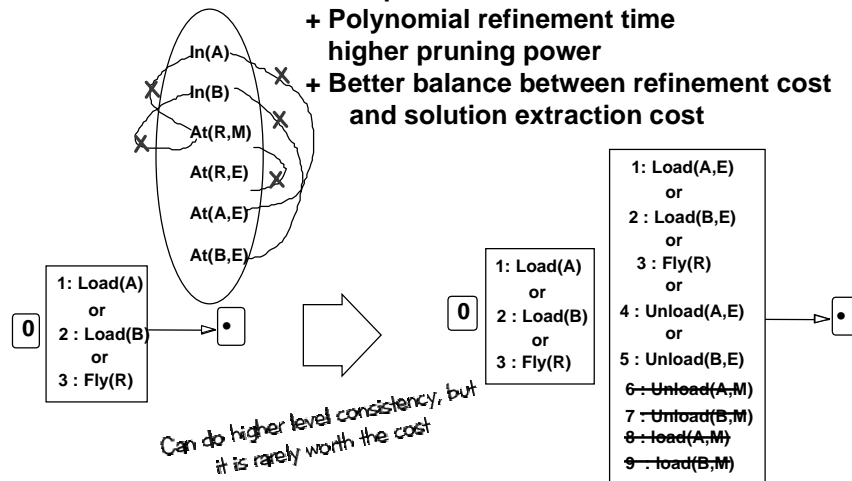 + Polynomial refinement time
higher pruning power
+ Better balance between refinement cost
and solution extraction cost
In(A)
In(B)
At(R,M)
At(R,E)
At(A,E)
At(B,E)
0
1: Load(A)
or
2 : Load(B)
or
3 : Fly(R)
0
1: Load(A)
or
2 : Load(B)
or
3 : Fly(R)
1: Load(A,E)
or
2 : Load(B,E)
or
3 : Fly(R)
or
4 : Unload(A,E)
or
5 : Unload(B,E)
6 : Unload(A,M)
7 : Unload(B,M)
8 : load(A,M)
9 : load(B,M)
Can do higher level consistency, but
it is rarely worth the cost